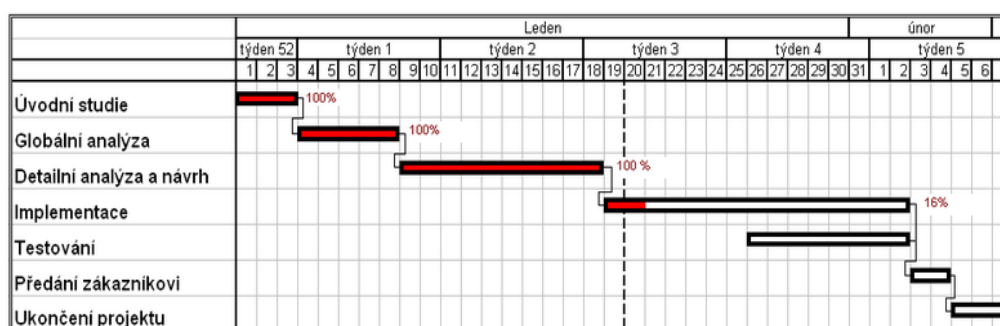 Leden únor
týden 52 týden 1 týden 2 týden 3 týden 4 týden 5
1 2 3 4 5 6 7 8 9 10 11 12 13 14 15 16 17 18 19 20 21 22 23 24 25 26 27 28 29 30 31 1 2 3 4 5 6
Úvodní studie 100%
Globální analýza 100%
Detailní analýza a návrh 100 %
Implementace 16%
Testování
Předání zákazníkovi
Ukončení projektu